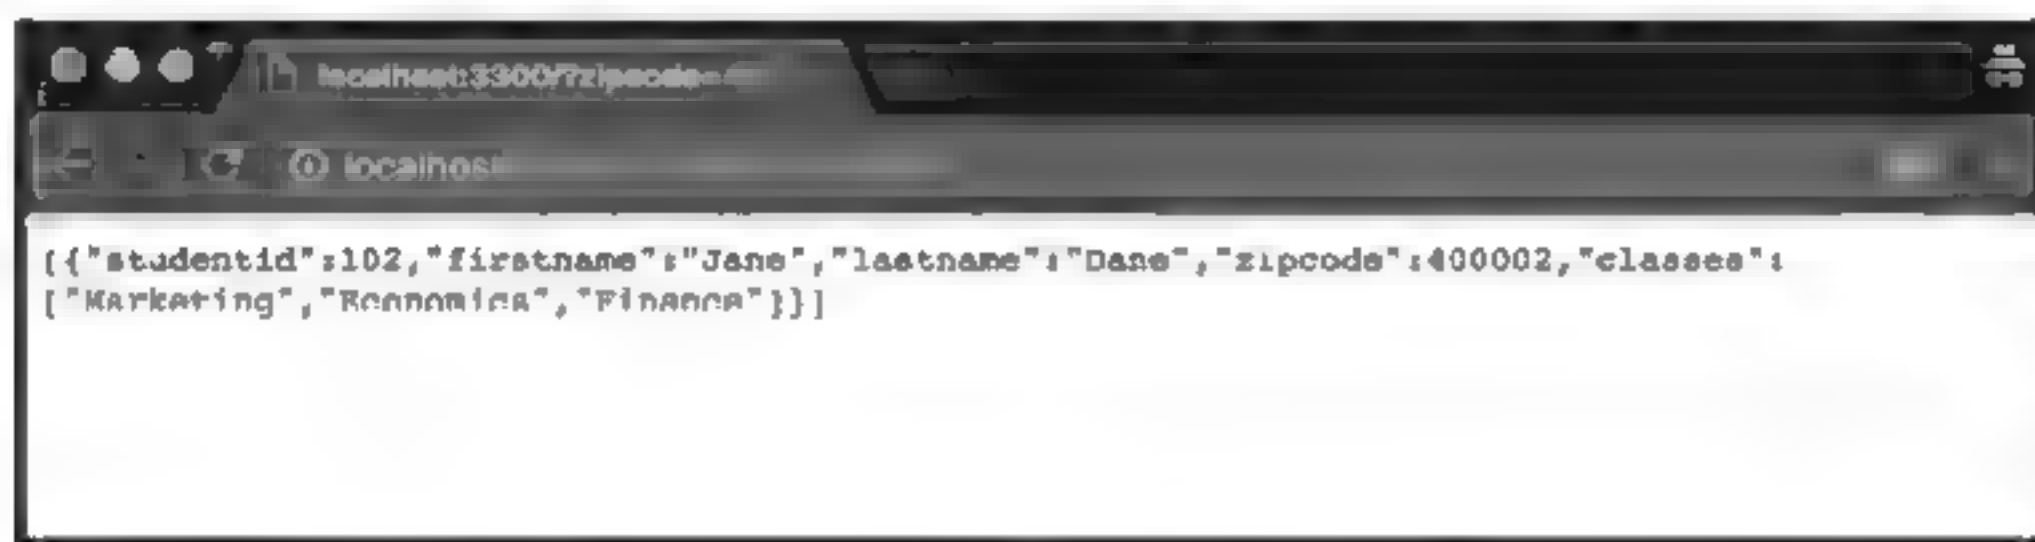 localhost:3300/?zipcode=
localhost
[{"studentid":102,"firstname":"Jane","lastname":"Dane","zipcode":400002,"classes":
["Marketing","Economics","Finance"]}]